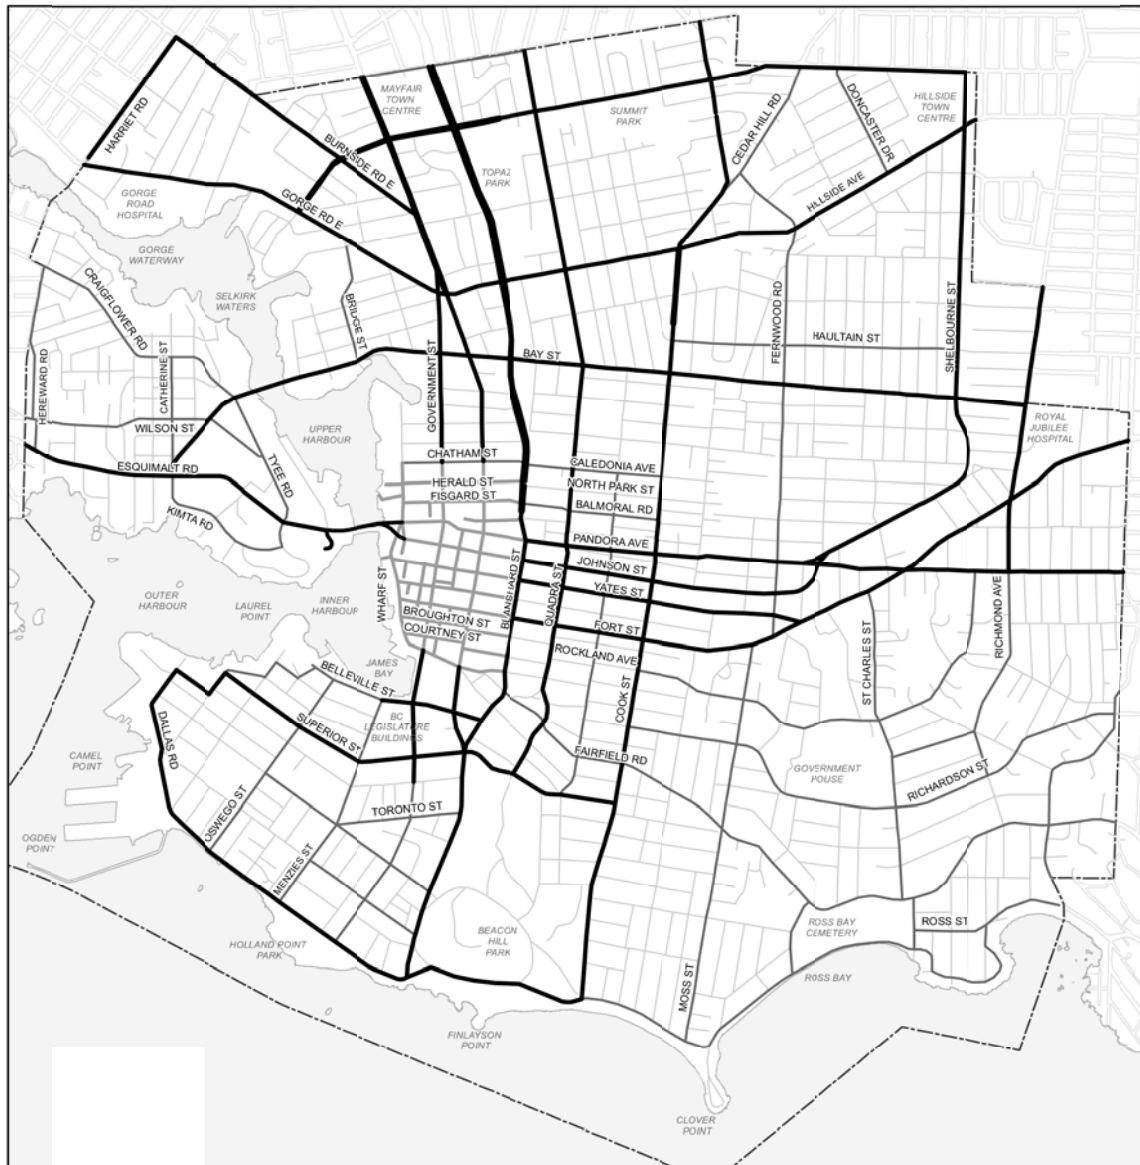 MAYFAIR
TOWN
CENTRE
SUMMIT
PARK
HILLSIDE
TOWN
CENTRE
HARRIET RD
BURNSIDE RD E
CEDAR HILL RD
DONCASTER DR
TOPAZ
PARK
GORGE
ROAD
HOSPITAL
GORGE RD E
HILLSIDE AVE
GORGE
WATERWAY
SELKIRK
WATERS
CRAIGFLOWER RD
BRIDGE ST
FERNWOOD RD
SHELBOURNE ST
HAULTAIN ST
HEREWARD RD
CATHERINE ST
GOVERNMENT ST
BAY ST
WILSON ST
UPPER
HARBOUR
ROYAL
JUBILEE
HOSPITAL
ESQUIMALT RD
TYEE RD
CHATHAM ST
CALEDONIA AVE
HERALD ST
NORTH PARK ST
FISGARD ST
BALMORAL RD
KIMTA RD
PANDORA AVE
JOHNSON ST
YATES ST
OUTER
HARBOUR
LAUREL
POINT
INNER
HARBOUR
WHARF ST
BLANSHARD ST
QUADRA ST
BROUGHTON ST
FORT ST
COURTNEY ST
ROCKLAND AVE
RICHMOND AVE
ST CHARLES ST
JAMES
BAY
BELLEVILLE ST
COOK ST
DALLAS RD
SUPERIOR ST
BC
LEGISLATURE
BUILDINGS
FAIRFIELD RD
CAMEL
POINT
GOVERNMENT
HOUSE
RICHARDSON ST
OSWEGO ST
TORONTO ST
OGDEN
POINT
MENZIES ST
HOLLAND POINT
PARK
BEACON
HILL
PARK
ROSS BAY
CEMETERY
ROSS ST
MOSS ST
ROSS BAY
FINLAYSON
POINT
CLOVER
POINT